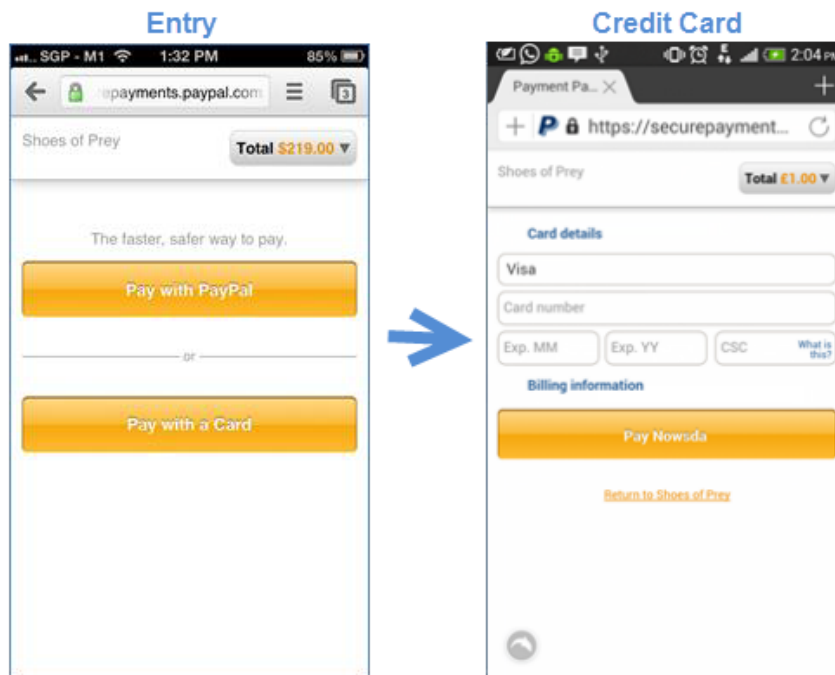 Entry
SGP - M1 1:32 PM 85%
epayments.paypal.com 3
Shoes of Prey
Total $219.00 ▼
The faster, safer way to pay.
Pay with PayPal
or
Pay with a Card
Credit Card
2:04 PM
Payment Pa...
https://securepayment...
Shoes of Prey
Total £1.00 ▼
Card details
Visa
Card number
Exp. MM Exp. YY CSC What is this?
Billing information
Pay Nowsda
Return to Shoes of Prey